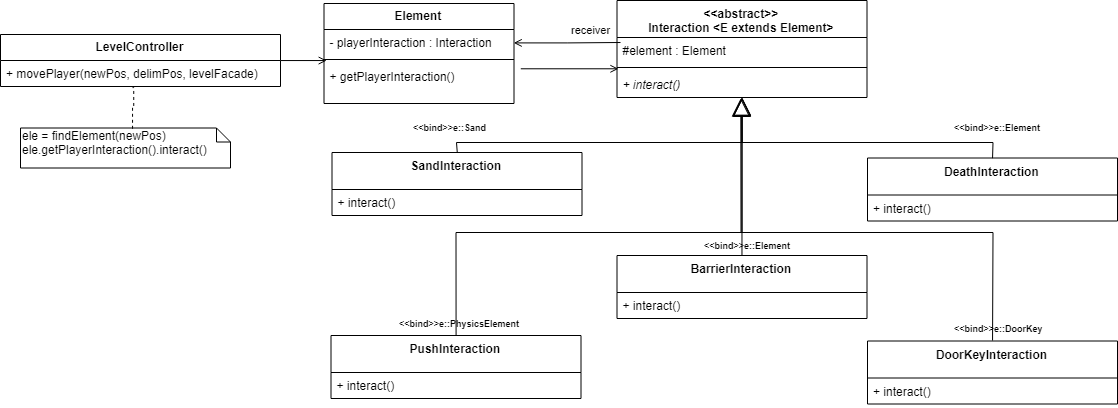 LevelController
+ movePlayer(newPos, delimPos, levelFacade)
ele = findElement(newPos)
ele.getPlayerInteraction().interact()
Element
- playerInteraction : Interaction
+ getPlayerInteraction()
receiver
<<abstract>>
Interaction <E extends Element>
#element : Element
+ interact()
<<bind>>e::Sand
SandInteraction
+ interact()
<<bind>>e::Element
DeathInteraction
+ interact()
<<bind>>e::Element
BarrierInteraction
+ interact()
<<bind>>e::PhysicsElement
PushInteraction
+ interact()
<<bind>>e::DoorKey
DoorKeyInteraction
+ interact()